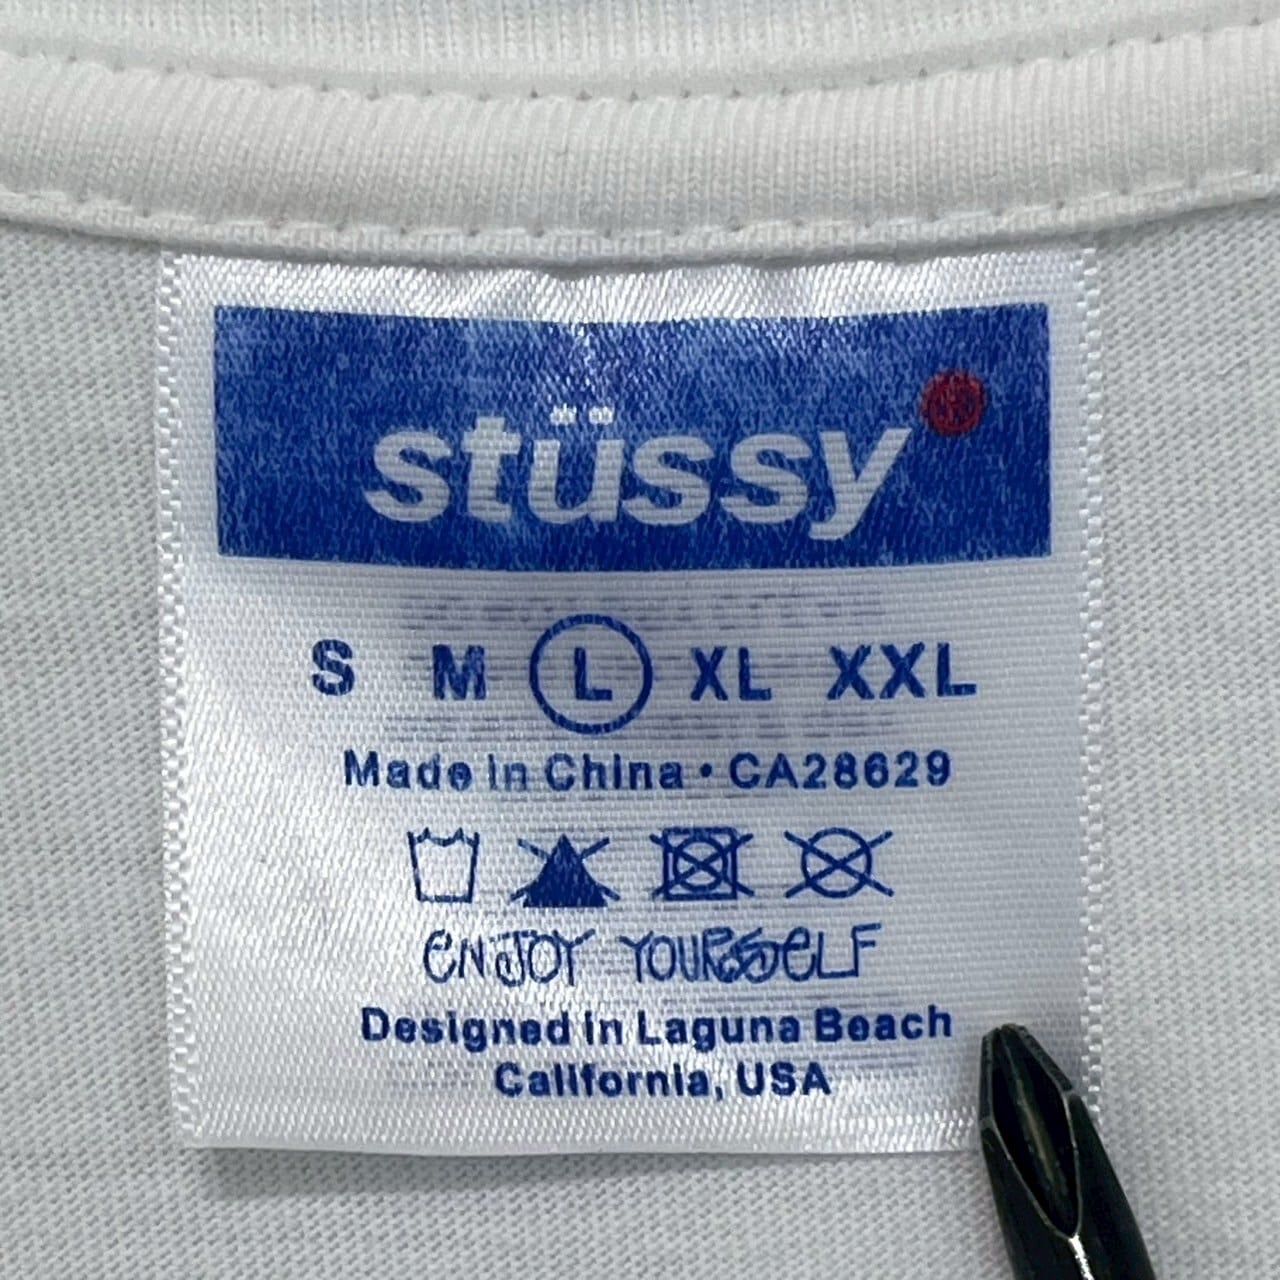 stüssy
S M L XL XXL
Made in China • CA28629
ENJOY YOURSELF
Designed in Laguna Beach
California, USA